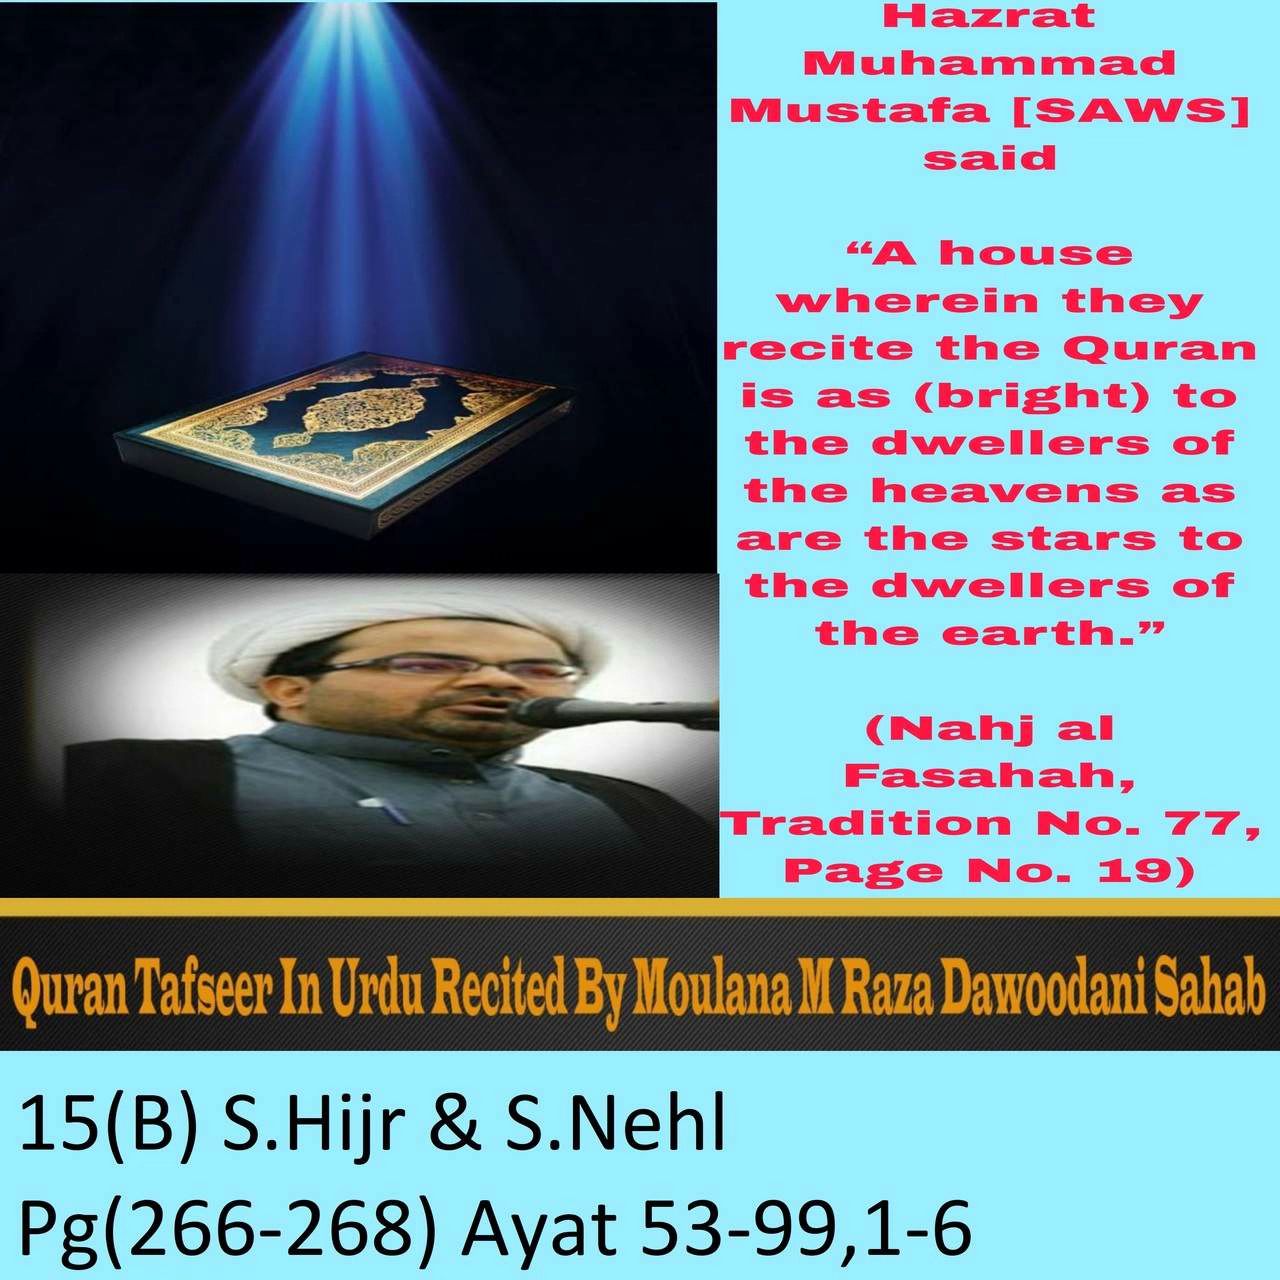 Hazrat
Muhammad
Mustafa [SAWS]
said
“A house
wherein they
recite the Quran
is as (bright) to
the dwellers of
the heavens as
are the stars to
the dwellers of
the earth.”
(Nahj al
Fasahah,
Tradition No. 77,
Page No. 19)
Quran Tafseer In Urdu Recited By Moulana M Raza Dawoodani Sahab
15(B) S.Hijr & S.Nehl
Pg(266-268) Ayat 53-99,1-6